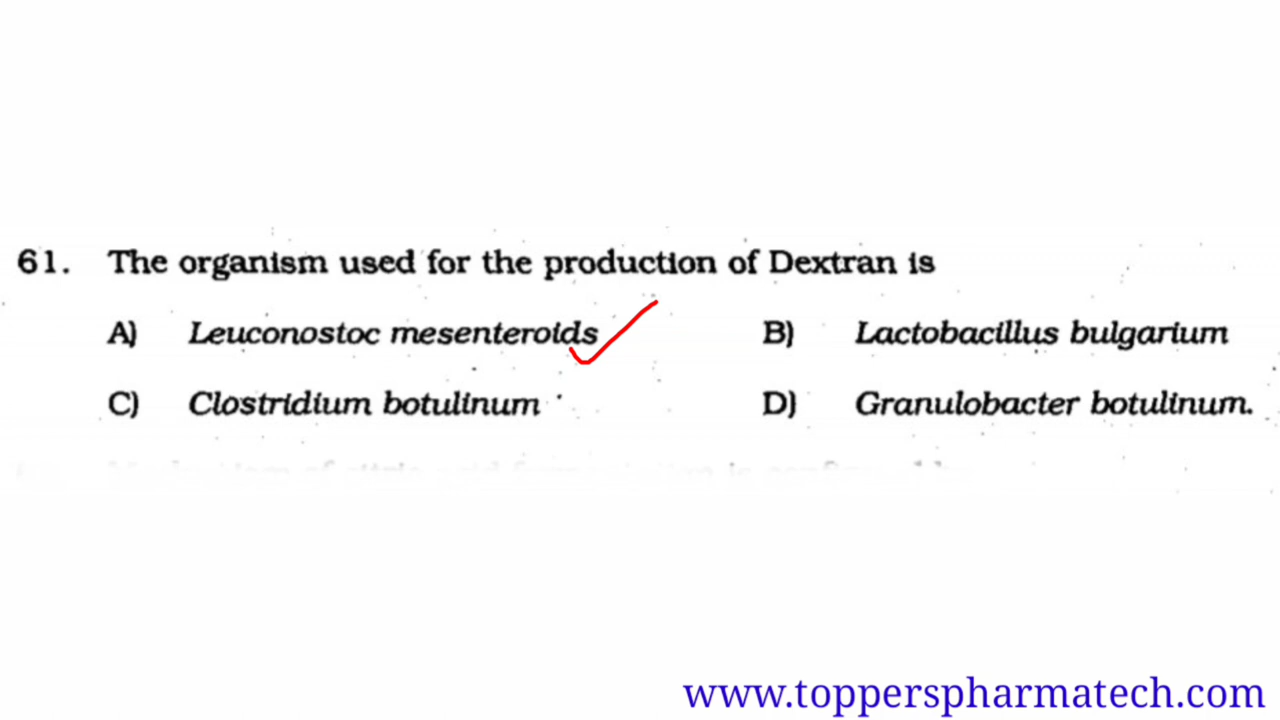 61. The organism used for the production of Dextran is
A) Leuconostoc mesenteroids B) Lactobacillus bulgarium
C) Clostridium botulinum D) Granulobacter botulinum.
www.topperspharmatech.com